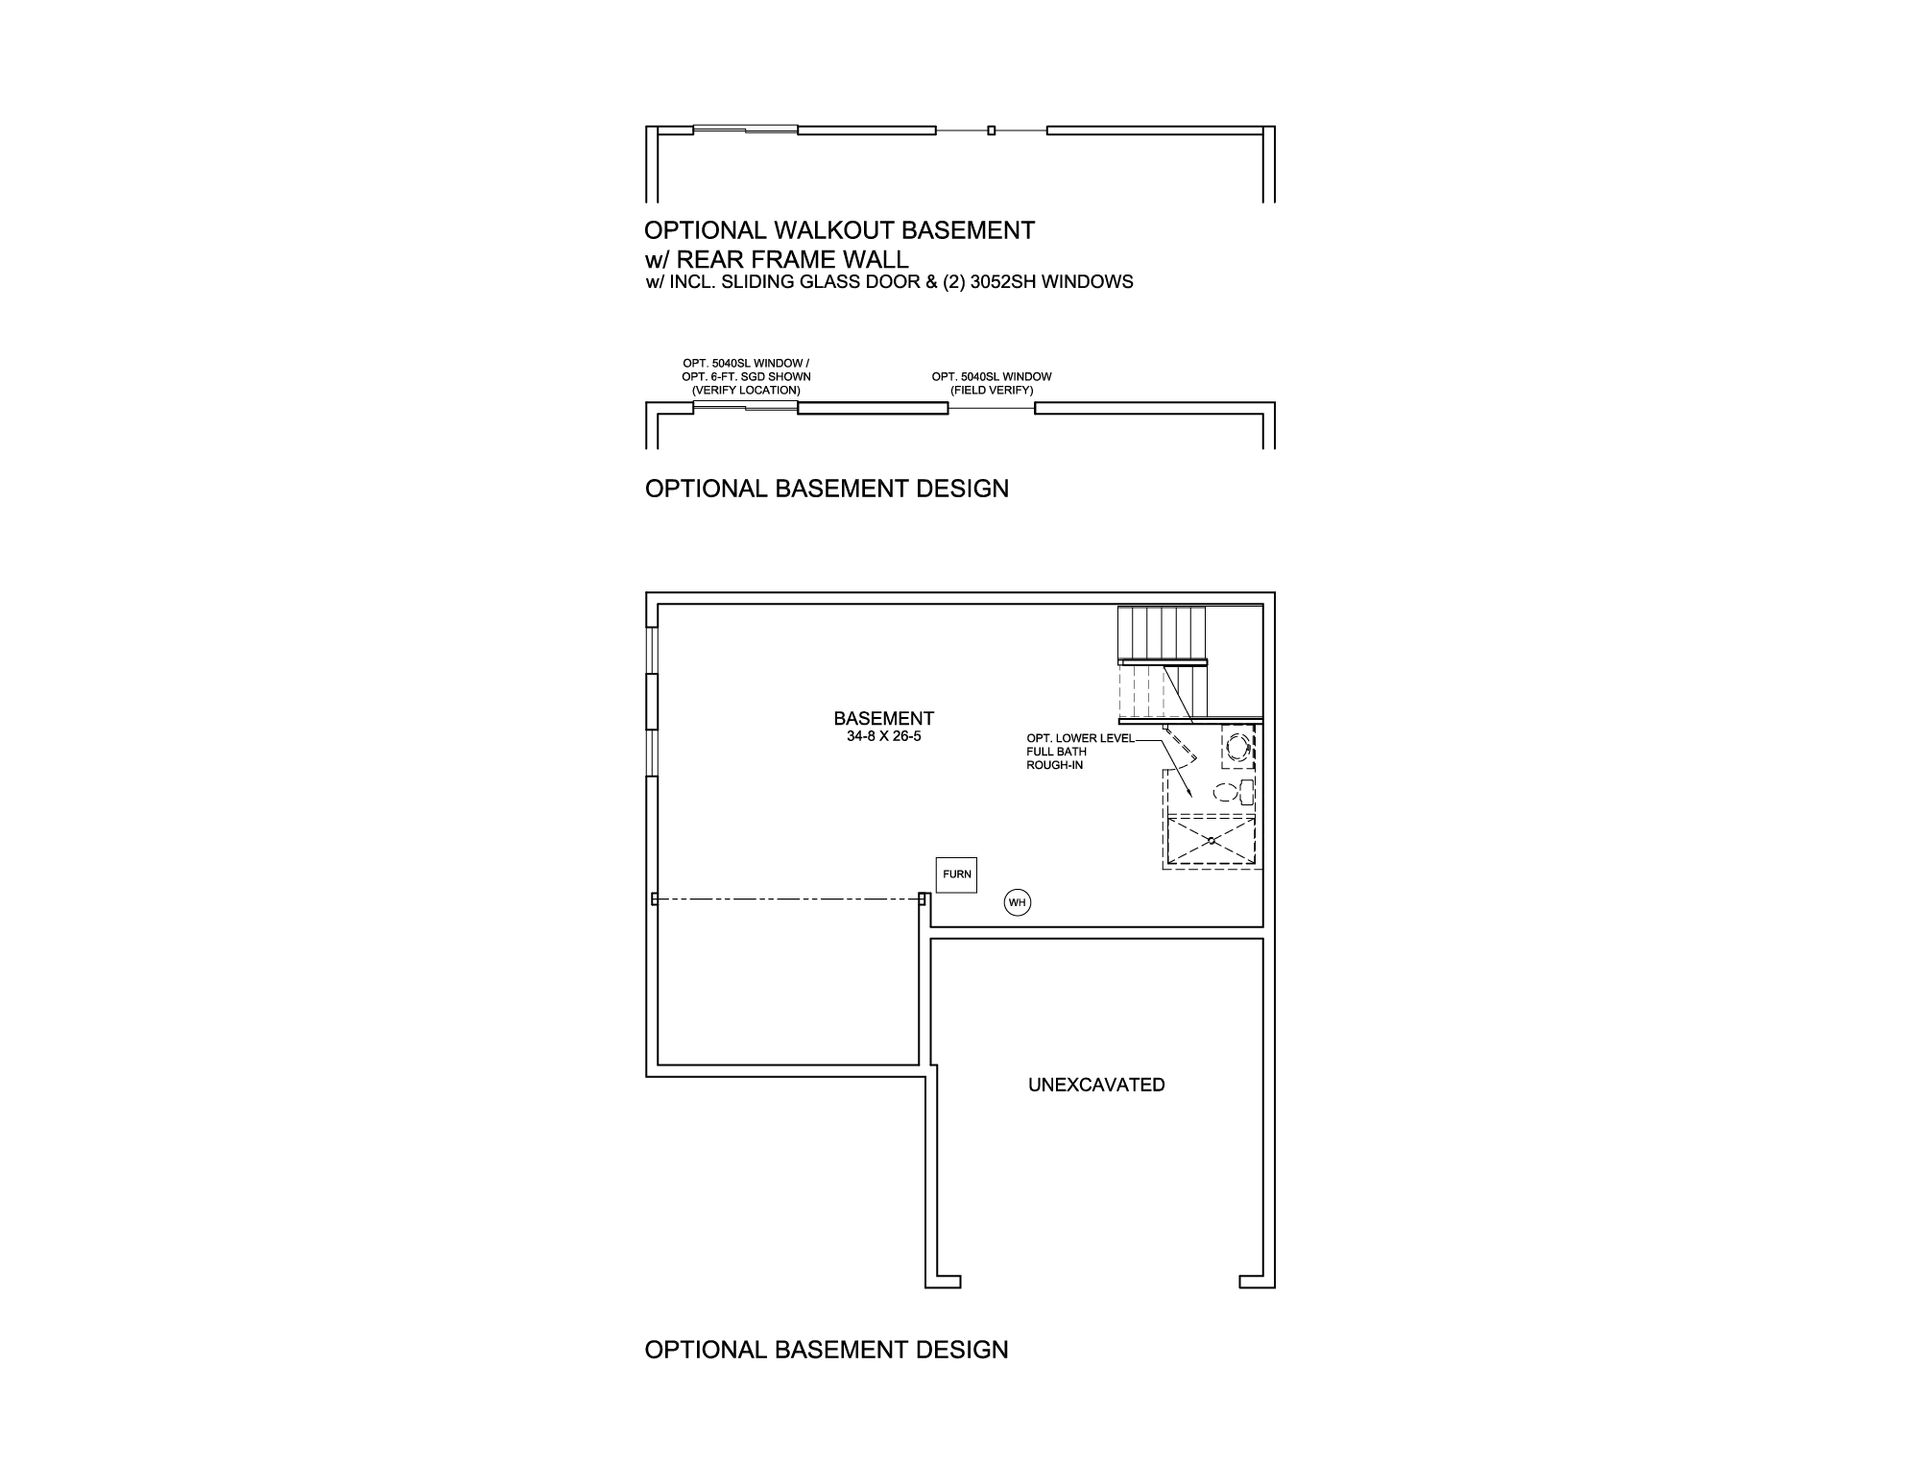 OPTIONAL WALKOUT BASEMENT
w/ REAR FRAME WALL
w/ INCL. SLIDING GLASS DOOR & (2) 3052SH WINDOWS
OPT. 5040SL WINDOW /
OPT. 6-FT. SGD SHOWN
(VERIFY LOCATION)
OPT. 5040SL WINDOW
(FIELD VERIFY)
OPTIONAL BASEMENT DESIGN
BASEMENT
34-8 X 26-5
OPT. LOWER LEVEL
FULL BATH
ROUGH-IN
FURN
WH
UNEXCAVATED
OPTIONAL BASEMENT DESIGN